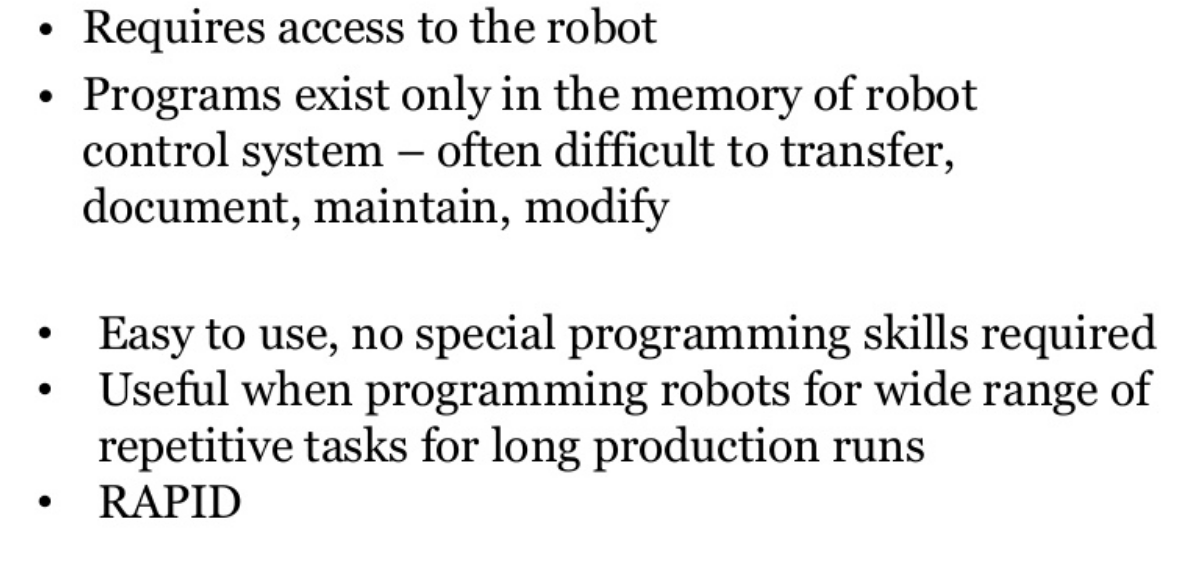 • Requires access to the robot
• Programs exist only in the memory of robot
control system – often difficult to transfer,
document, maintain, modify
• Easy to use, no special programming skills required
• Useful when programming robots for wide range of
repetitive tasks for long production runs
• RAPID